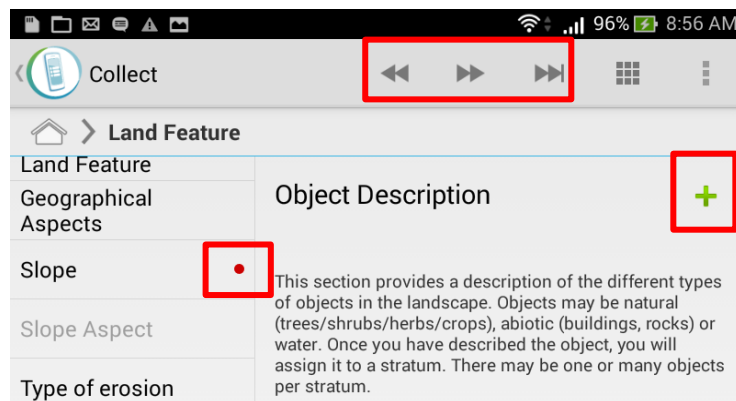 96% 8:56 AM
Collect
Land Feature
Land Feature
Geographical
Aspects
Slope
Slope Aspect
Type of erosion
Object Description
This section provides a description of the different types
of objects in the landscape. Objects may be natural
(trees/shrubs/herbs/crops), abiotic (buildings, rocks) or
water. Once you have described the object, you will
assign it to a stratum. There may be one or many objects
per stratum.